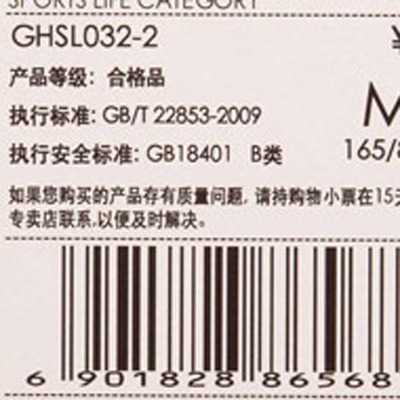 SPORTS LIFE CATEGORY
GHSL032-2 ¥
产品等级: 合格品
执行标准: GB/T 22853-2009 M
执行安全标准: GB18401 B类 165/8
如果您购买的产品存有质量问题, 请持购物小票在15天
专卖店联系,以便及时解决。
6 901828 86568